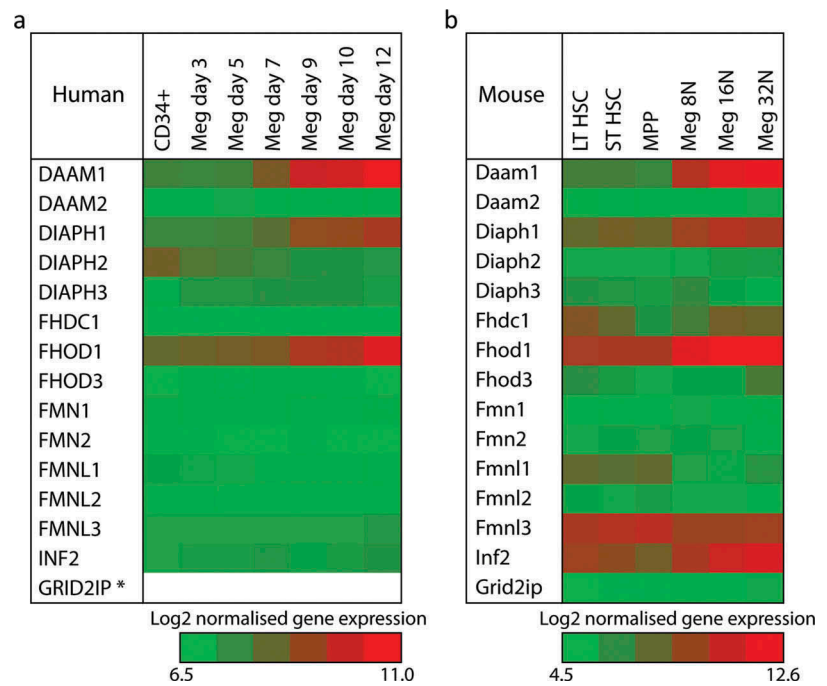 a
Human
CD34+
Meg day 3
Meg day 5
Meg day 7
Meg day 9
Meg day 10
Meg day 12
DAAM1
DAAM2
DIAPH1
DIAPH2
DIAPH3
FHDC1
FHOD1
FHOD3
FMN1
FMN2
FMNL1
FMNL2
FMNL3
INF2
GRID2IP *
Log2 normalised gene expression
6.5 11.0
b
Mouse
LT HSC
ST HSC
MPP
Meg 8N
Meg 16N
Meg 32N
Daam1
Daam2
Diaph1
Diaph2
Diaph3
Fhdc1
Fhod1
Fhod3
Fmn1
Fmn2
Fmnl1
Fmnl2
Fmnl3
Inf2
Grid2ip
Log2 normalised gene expression
4.5 12.6